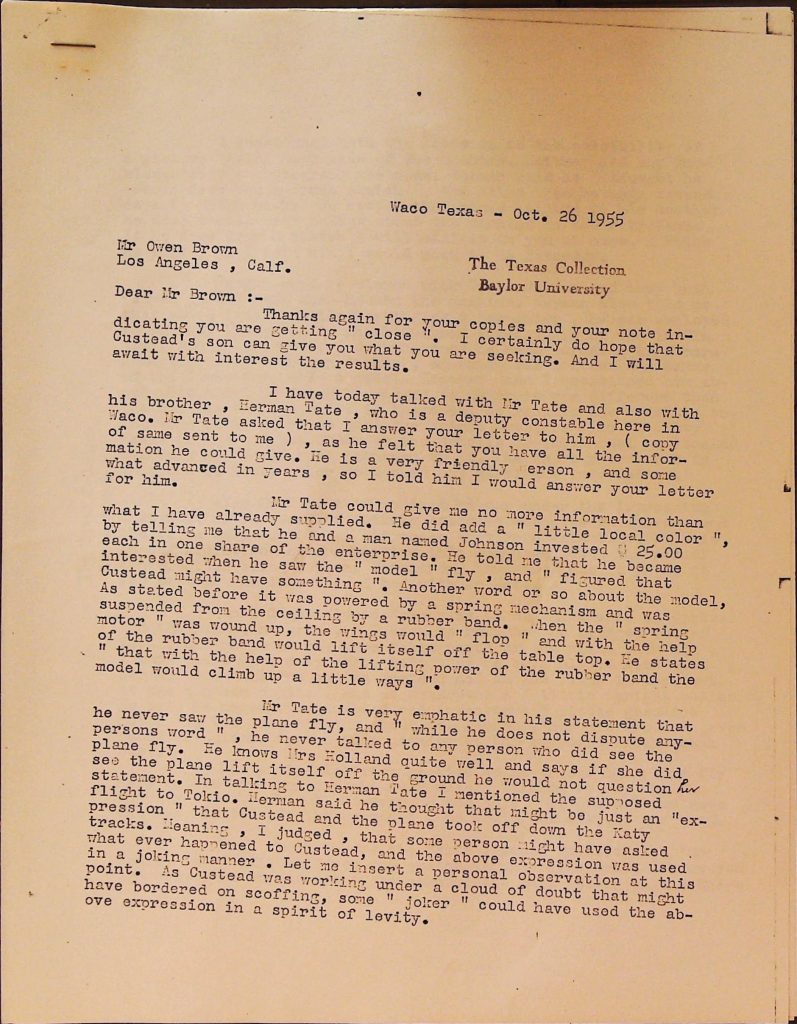 Waco Texas - Oct. 26 1955
Mr Owen Brown
Los Angeles , Calf.
The Texas Collection
Baylor University
Dear Mr Brown :-
Thanks again for your copies and your note in-
dicating you are getting " close ". I certainly do hope that
Custead's son can give you what you are seeking. And I will
await with interest the results.
I have today talked with Mr Tate and also with
his brother , Herman Tate , who is a deputy constable here in
Waco. Mr Tate asked that I answer your letter to him , ( copy
of same sent to me ) , as he felt that you have all the infor-
mation he could give. He is a very friendly erson , and some
what advanced in years , so I told him I would answer your letter
for him.
Mr Tate could give me no more information than
what I have already supplied. He did add a " little local color ",
by telling me that he and a man named Johnson invested $ 25.00
each in one share of the enterprise. He told me that he became
interested when he saw the " model " fly , and " figured that
Custead might have something ". Another word or so about the model,
As stated before it was powered by a spring mechanism and was
suspended from the ceiling by a rubber band. When the " spring
motor " was wound up, the wings would " flop " and with the help
of the rubber band would lift itself off the table top. He states
" that with the help of the lifting power of the rubber band the
model would climb up a little ways ".
Mr Tate is very emphatic in his statement that
he never saw the plane fly, and " while he does not dispute any-
persons word " , he never talked to any person who did see the
plane fly. He knows Mrs Holland quite well and says if she did
see the plane lift itself off the ground he would not question her
statement. In talking to Herman Tate I mentioned the supposed
flight to Tokio. Herman said he thought that might be just an "ex-
pression " that Custead and the plane took off down the Katy
tracks. Meaning , I judged , that some person might have asked
what ever happened to Custead, and the above expression was used
in a joking manner . Let me insert a personal observation at this
point. As Custead was working under a cloud of doubt that might
have bordered on scoffing, some " joker " could have used the ab-
ove expression in a spirit of levity.